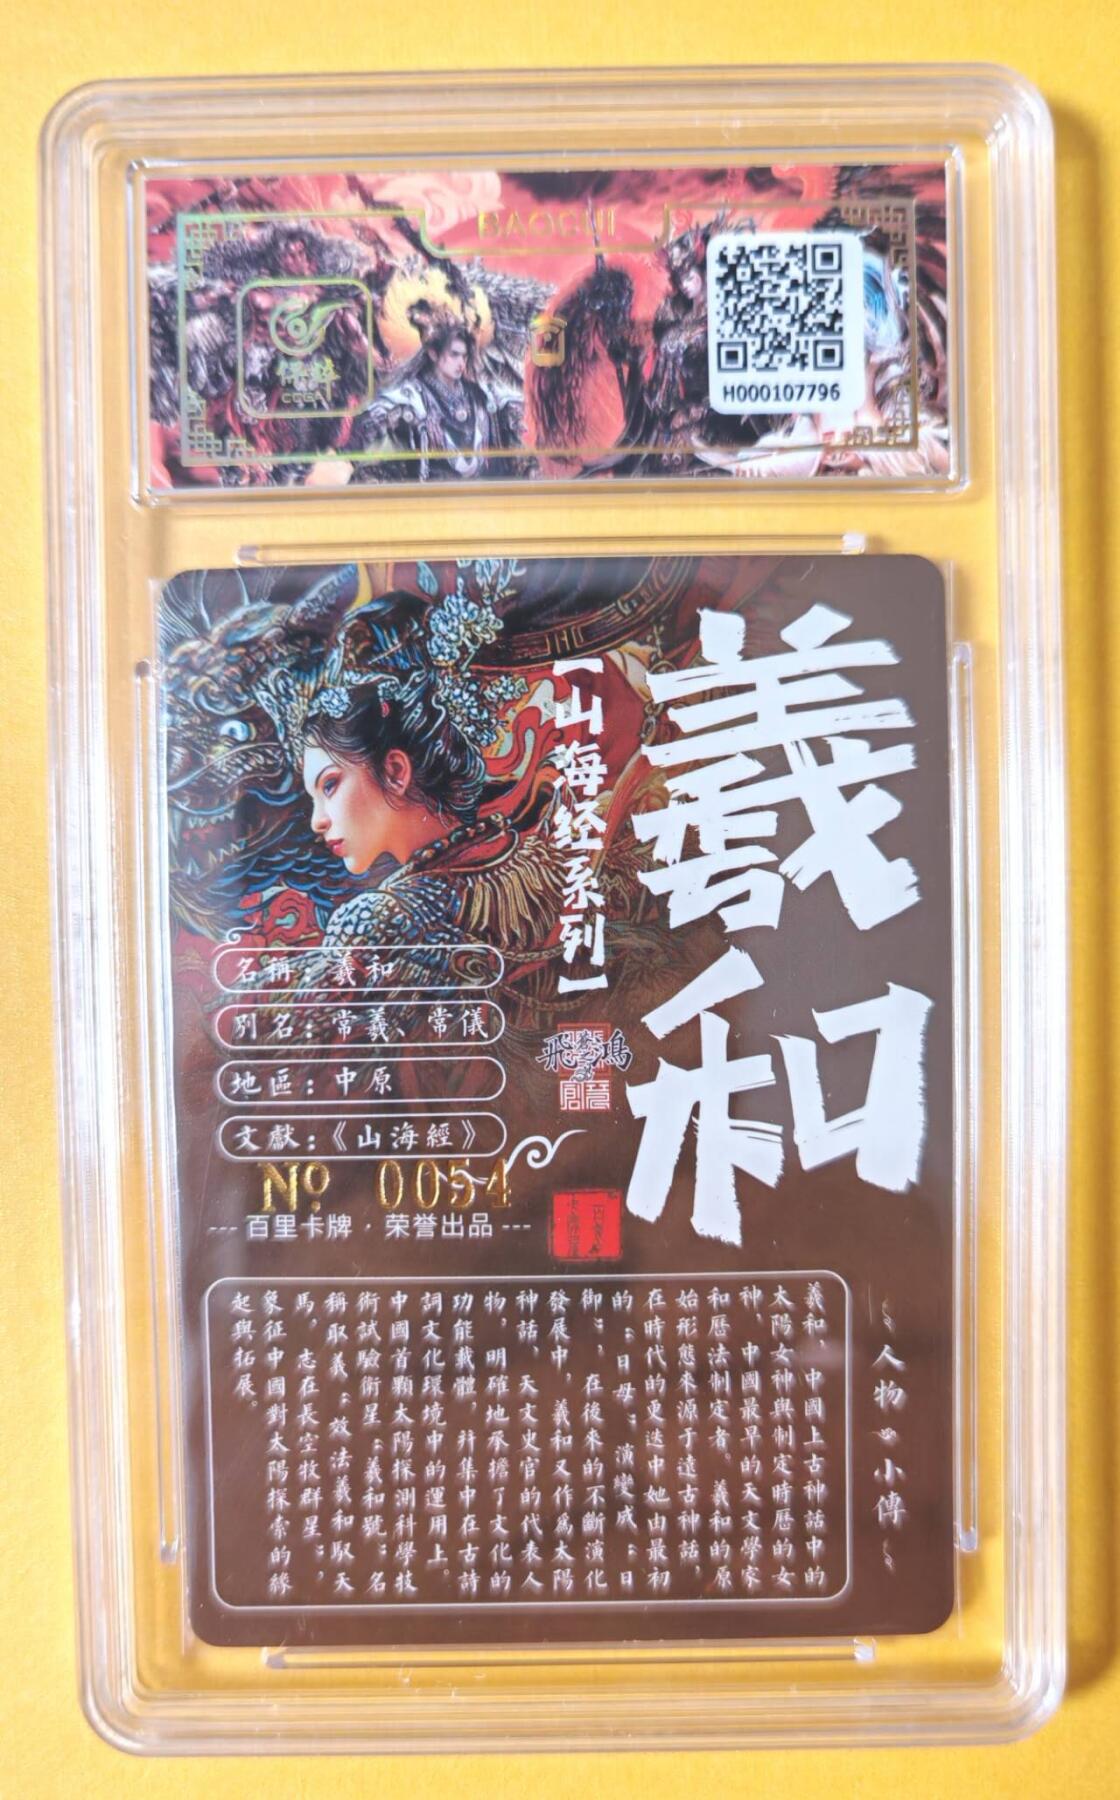 BAOCUI
保粹
CCGA
H000107796
羲和
【山海经系列】
飛鴻
創意
名稱：羲和
別名：常羲、常儀
地區：中原
文獻：《山海經》
№ 0054
--- 百里卡牌 · 荣誉出品 ---
人物小傳
羲和，中國上古神話中的
太陽女神與制定時曆的女
神，中國最早的天文學家
和曆法制定者。羲和的原
始形態來源于遠古神話，
在時代的更迭中她由最初
的：日母；演變成：日
御；，在後來的不斷演化
發展中，羲和又作爲太陽
神話、天文史官的代表人
物，明確地承擔了文化的
功能載體，并集中在古詩
詞文化環境中的運用上。
中國首顆太陽探測科學技
術試驗衛星：羲和號；名
稱取義：效法羲和馭天
馬，志在長空牧群星；，
象征中國對太陽探索的緣
起與拓展。